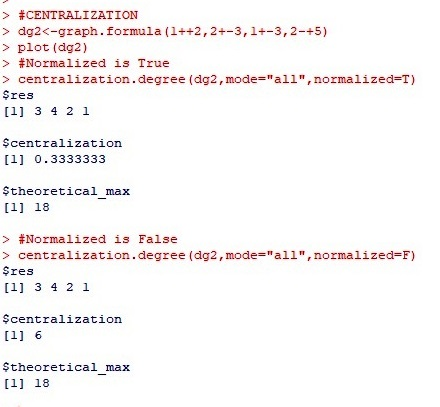 >
> #CENTRALIZATION
> dg2<-graph.formula(1++2,2+-3,1+-3,2-+5)
> plot(dg2)
> #Normalized is True
> centralization.degree(dg2,mode="all",normalized=T)
$res
[1] 3 4 2 1
$centralization
[1] 0.3333333
$theoretical_max
[1] 18
> #Normalized is False
> centralization.degree(dg2,mode="all",normalized=F)
$res
[1] 3 4 2 1
$centralization
[1] 6
$theoretical_max
[1] 18